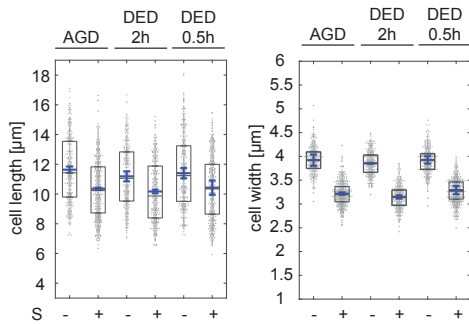 DED DED
AGD 2h 0.5h
cell length [µm]
18
16
14
12
10
8
6
4
S - + - + - +
DED DED
AGD 2h 0.5h
cell width [µm]
6
5.5
5
4.5
4
3.5
3
2.5
2
1.5
1
- + - + - +